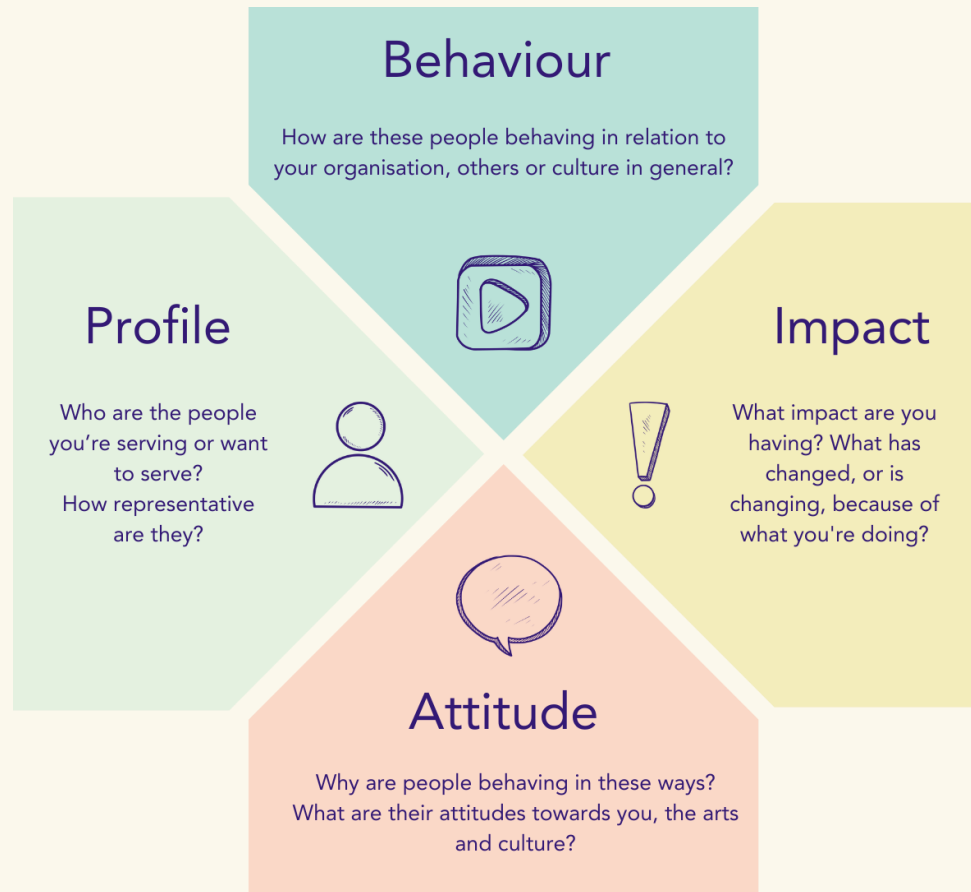 Behaviour
How are these people behaving in relation to
your organisation, others or culture in general?
Profile
Who are the people
you’re serving or want
to serve?
How representative
are they?
Impact
What impact are you
having? What has
changed, or is
changing, because of
what you're doing?
Attitude
Why are people behaving in these ways?
What are their attitudes towards you, the arts
and culture?